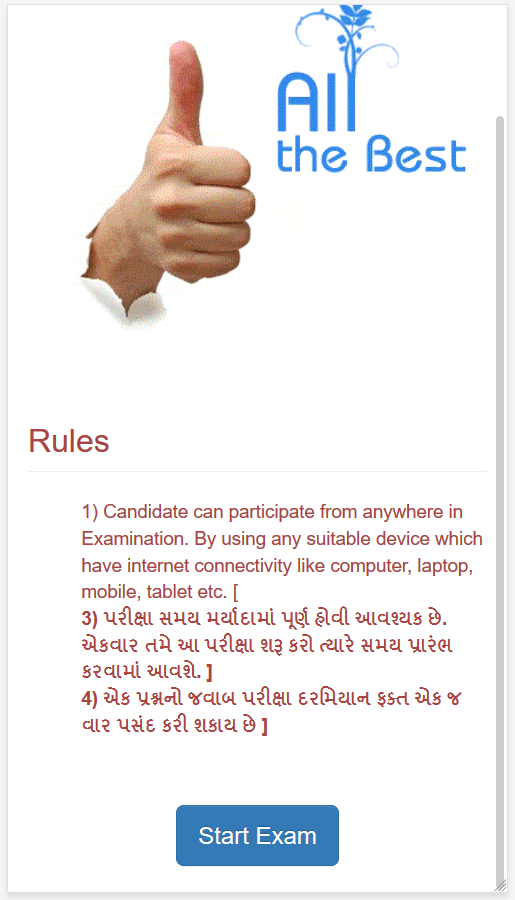 All
the Best
Rules
1) Candidate can participate from anywhere in
Examination. By using any suitable device which
have internet connectivity like computer, laptop,
mobile, tablet etc. [
3) પરીક્ષા સમય મર્યાદામાં પૂર્ણ હોવી આવશ્યક છે.
એકવાર તમે આ પરીક્ષા શરૂ કરો ત્યારે સમય પ્રારંભ
કરવામાં આવશે. ]
4) એક પ્રશ્નનો જવાબ પરીક્ષા દરમિયાન ફક્ત એક જ
વાર પસંદ કરી શકાય છે ]
Start Exam